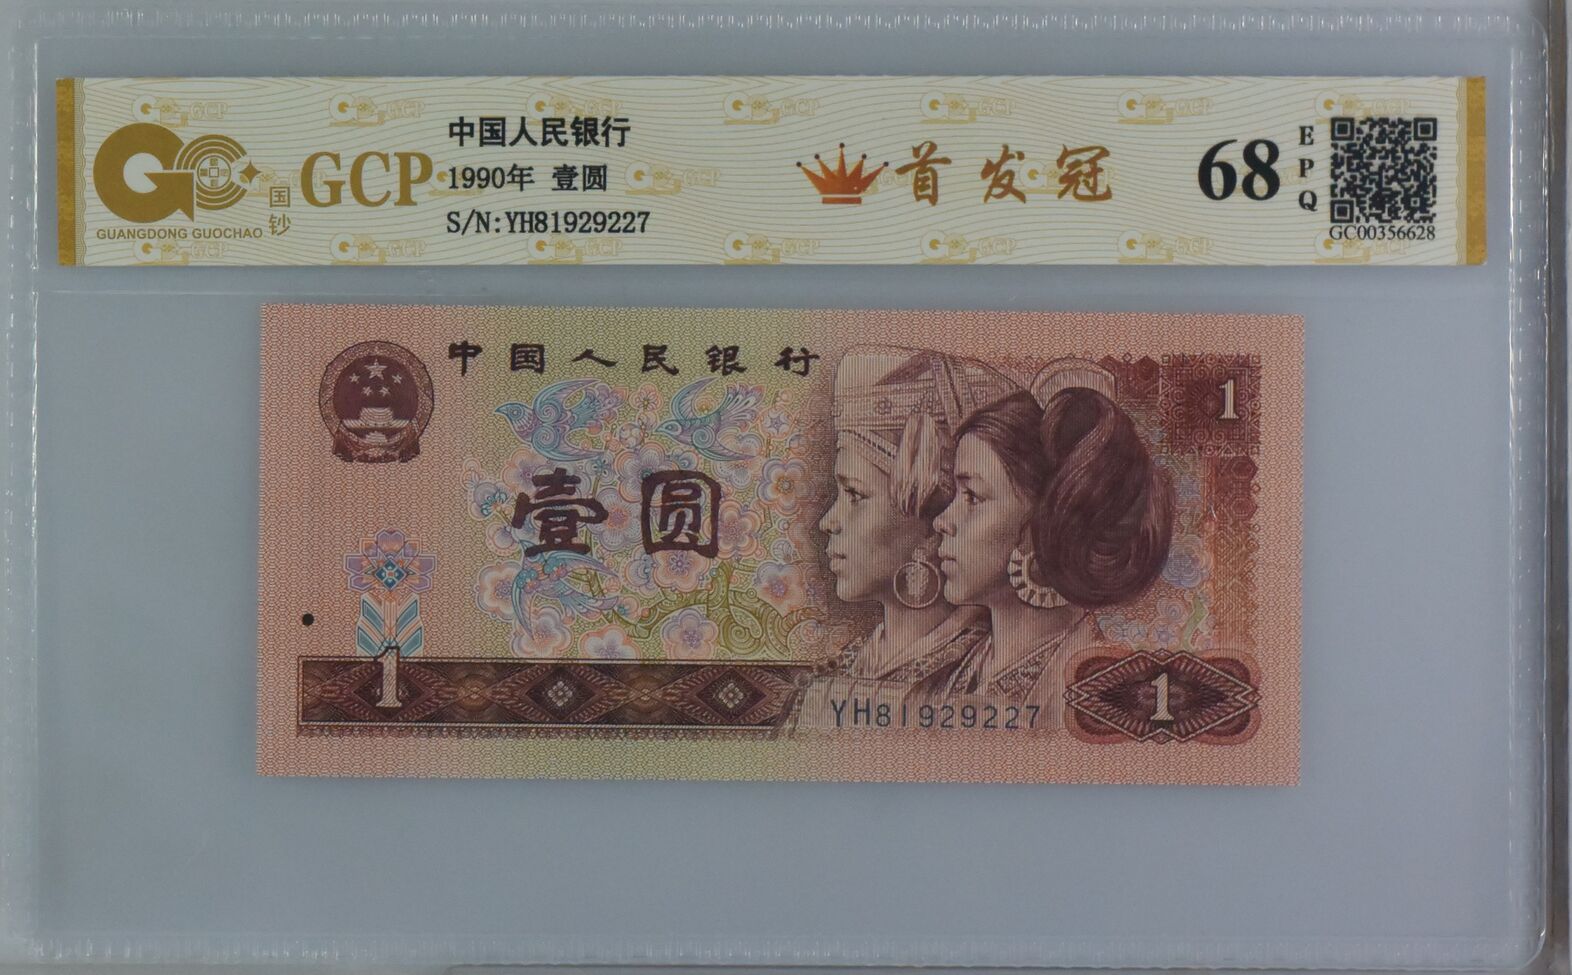 GCP
国钞
GUANGDONG GUOCHAO
中国人民银行
1990年 壹圆
S/N:YH81929227
首发冠
68
EPQ
GC00356628
中国人民银行
1
壹圆
1
YH81929227
1